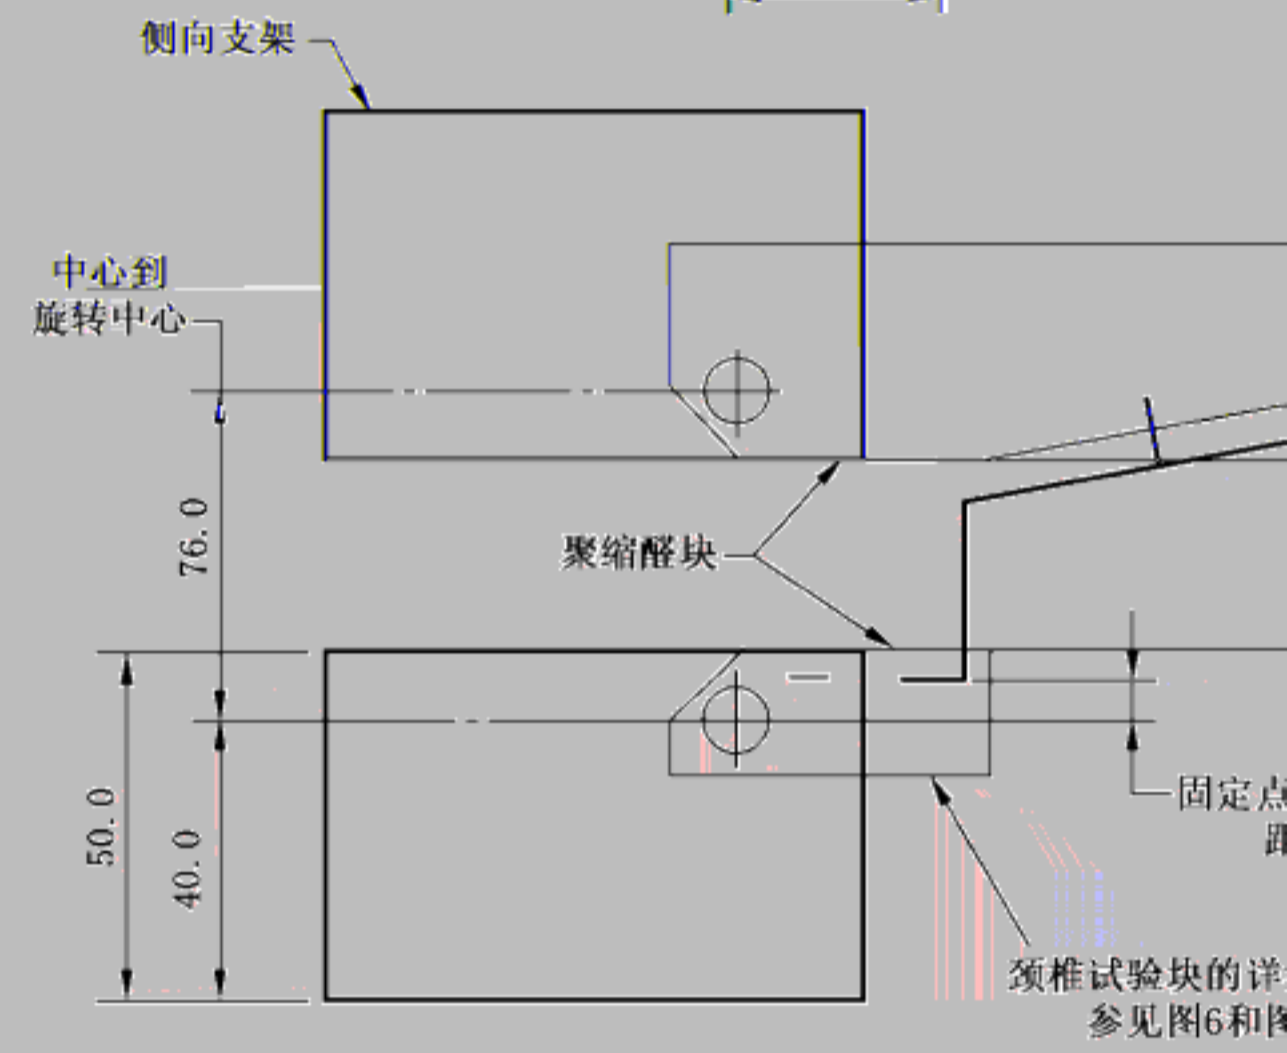 侧向支架
中心到
旋转中心
76.0
聚缩醛块
50.0
40.0
固定点
距
颈椎试验块的详
参见图6和图